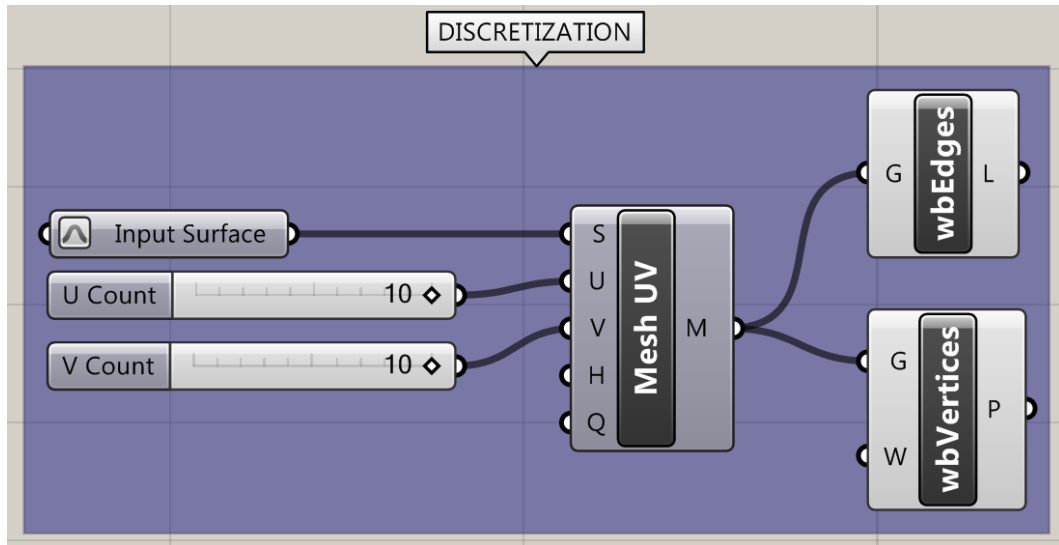 DISCRETIZATION
Input Surface
U Count 10
V Count 10
S
U
V
H
Q
Mesh UV
M
G
wbEdges
L
G
W
wbVertices
P